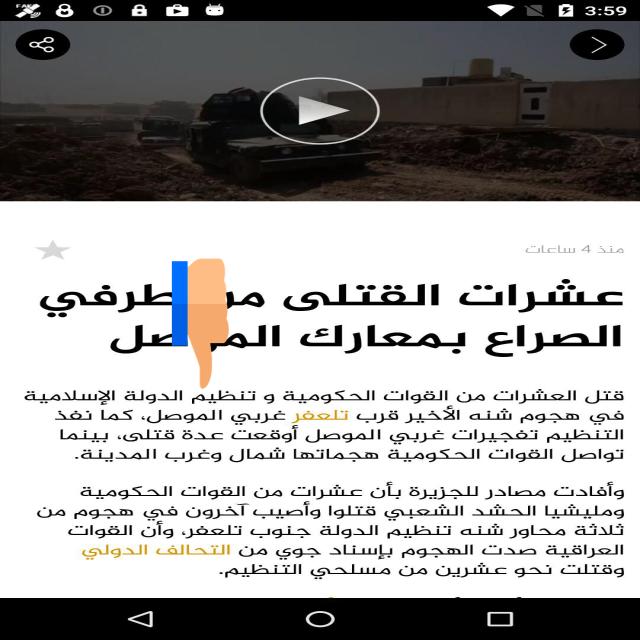 3:59
منذ 4 ساعات
عشرات القتلى طرفي
الصراع بمعارك
قتل العشرات من القوات الحكومية و تنظيم الدولة الإسلامية
في هجوم شنه الأخير قرب تلعفر غربي الموصل، كما نفذ
التنظيم تفجيرات غربي الموصل أوقعت عدة قتلى، بينما
تواصل القوات الحكومية هجماتها شمال وغرب المدينة.
وأفادت مصادر للجزيرة بأن عشرات من القوات الحكومية
ومليشيا الحشد الشعبي قتلوا وأصيب آخرون في هجوم من
ثلاثة محاور شنه تنظيم الدولة جنوب تلعفر، وأن القوات
العراقية صدت الهجوم بإسناد جوي من التحالف الدولي
وقتلت نحو عشرين من مسلحي التنظيم.